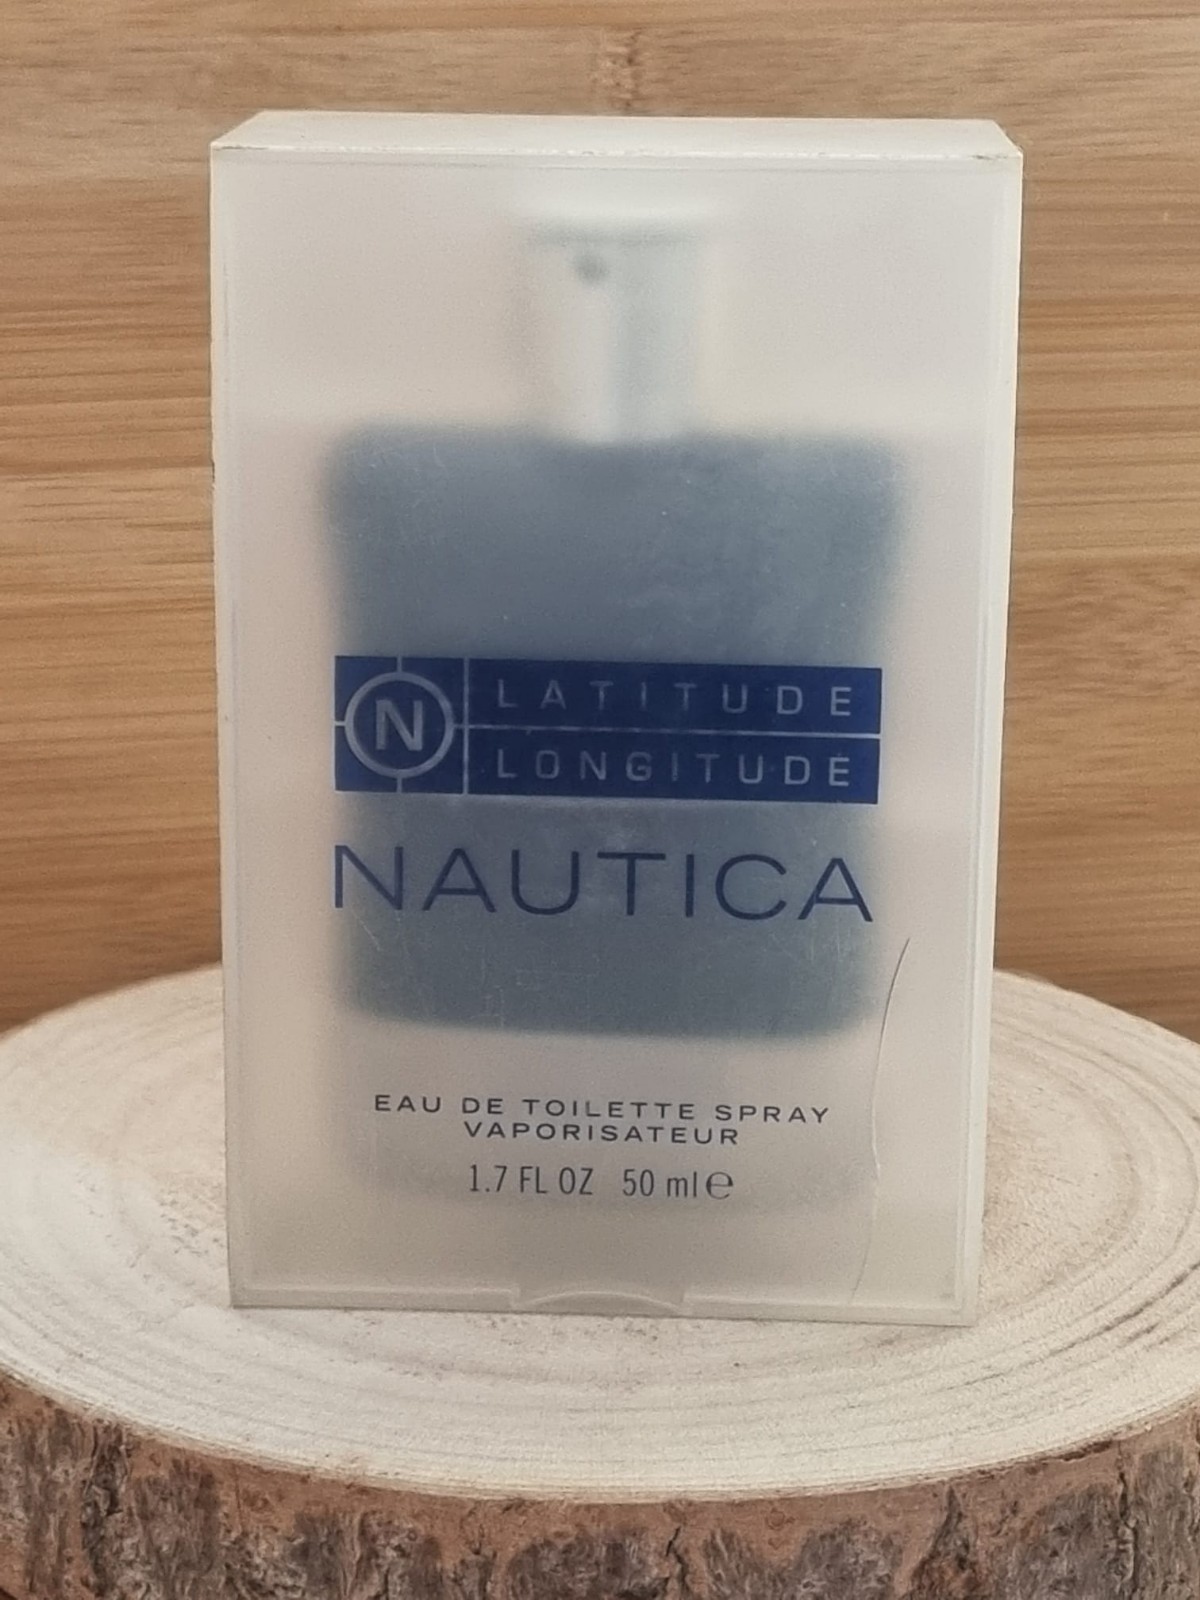 N
LATITUDE
LONGITUDE
NAUTICA
EAU DE TOILETTE SPRAY
VAPORISATEUR
1.7 FL OZ 50 ml ℮